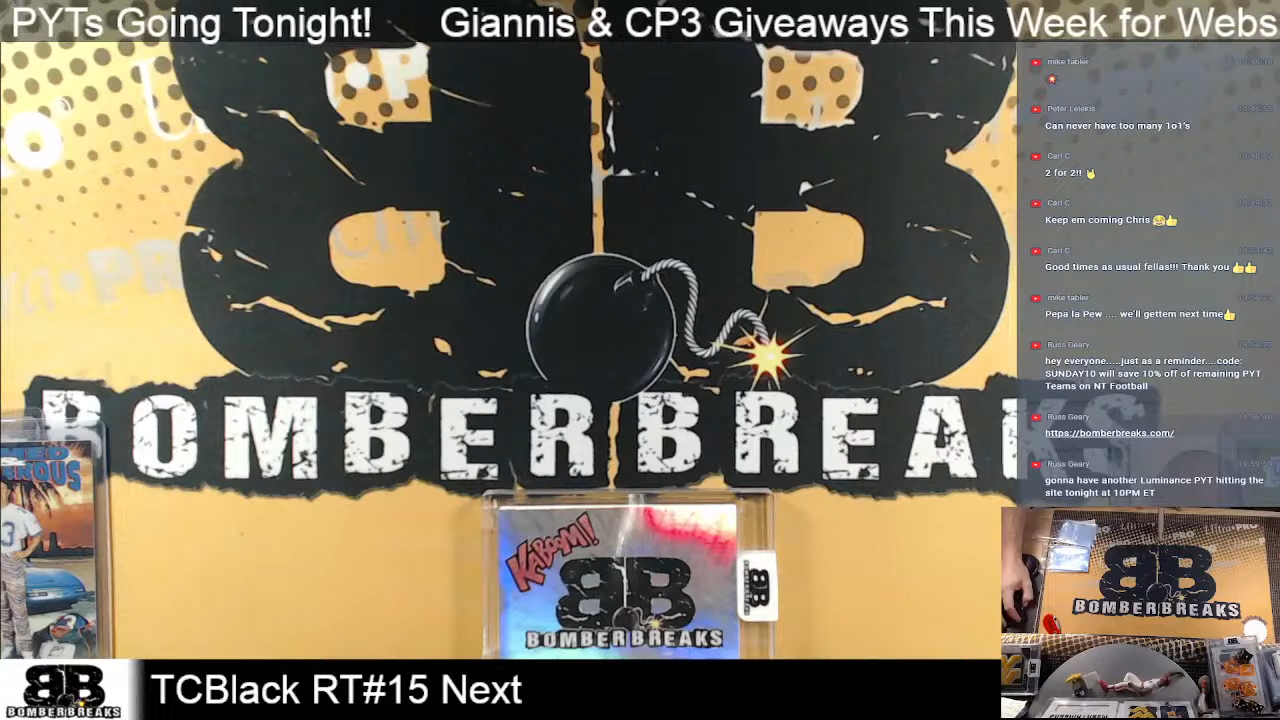 PYTs Going Tonight! Giannis & CP3 Giveaways This Week for Webs
mike tabler
Peter Lelekis
Can never have too many 1o1's
Carl C
2 for 2!!
Carl C
Keep em coming Chris
Carl C
Good times as usual fellas!!! Thank you
mike tabler
Pepa la Pew .... we'll gettem next time
Russ Geary
hey everyone.....just as a reminder....code:
SUNDAY10 will save 10% off of remaining PYT
Teams on NT Football
Russ Geary
https://bomberbreaks.com/
Russ Geary
gonna have another Luminance PYT hitting the
site tonight at 10PM ET
BB
BOMBERBREAKS
KABOOM!
BB
BOMBERBREAKS
BB
BB
BOMBERBREAKS
BB
BOMBERBREAKS
TCBlack RT#15 Next